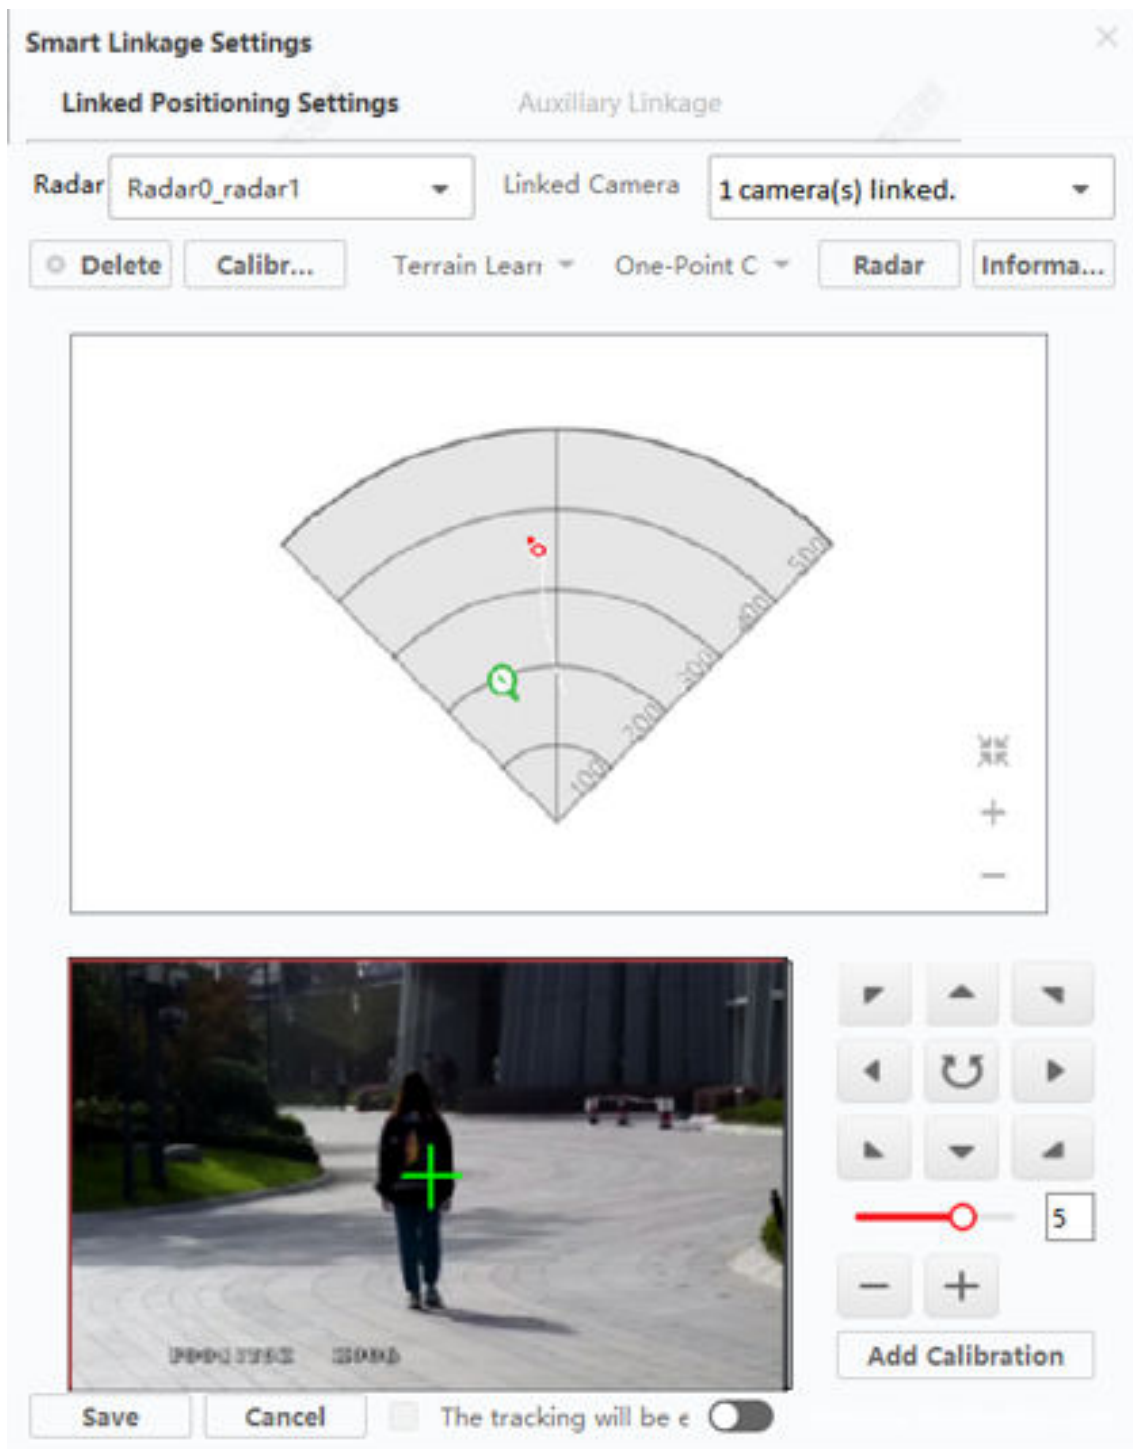 Smart Linkage Settings
Linked Positioning Settings Auxiliary Linkage
Radar Radar0_radar1 Linked Camera 1 camera(s) linked.
Delete Calibr... Terrain Lear One-Point C Radar Informa...
500
400
300
200
100
5
Add Calibration
Save Cancel The tracking will be e